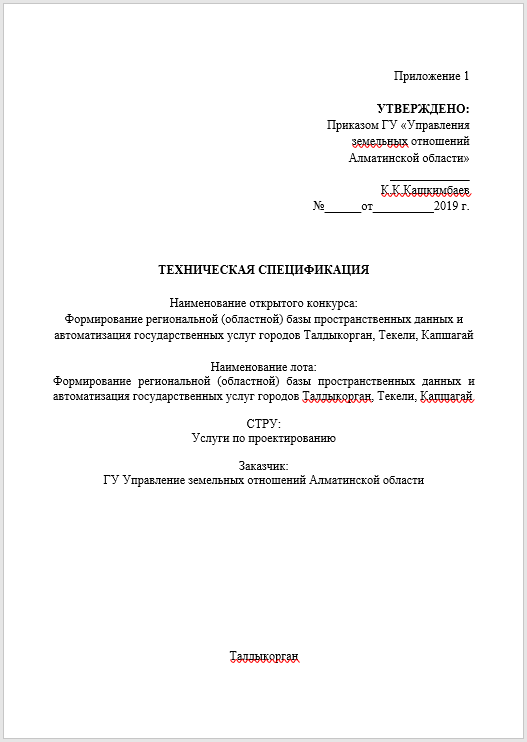 Приложение 1
УТВЕРЖДЕНО:
Приказом ГУ «Управления
земельных отношений
Алматинской области»
_____________
К.К.Кашкимбаев
№______от__________2019 г.
ТЕХНИЧЕСКАЯ СПЕЦИФИКАЦИЯ
Наименование открытого конкурса:
Формирование региональной (областной) базы пространственных данных и
автоматизация государственных услуг городов Талдыкорган, Текели, Капшагай
Наименование лота:
Формирование региональной (областной) базы пространственных данных и
автоматизация государственных услуг городов Талдыкорган, Текели, Капшагай.
СТРУ:
Услуги по проектированию
Заказчик:
ГУ Управление земельных отношений Алматинской области
Талдыкорган